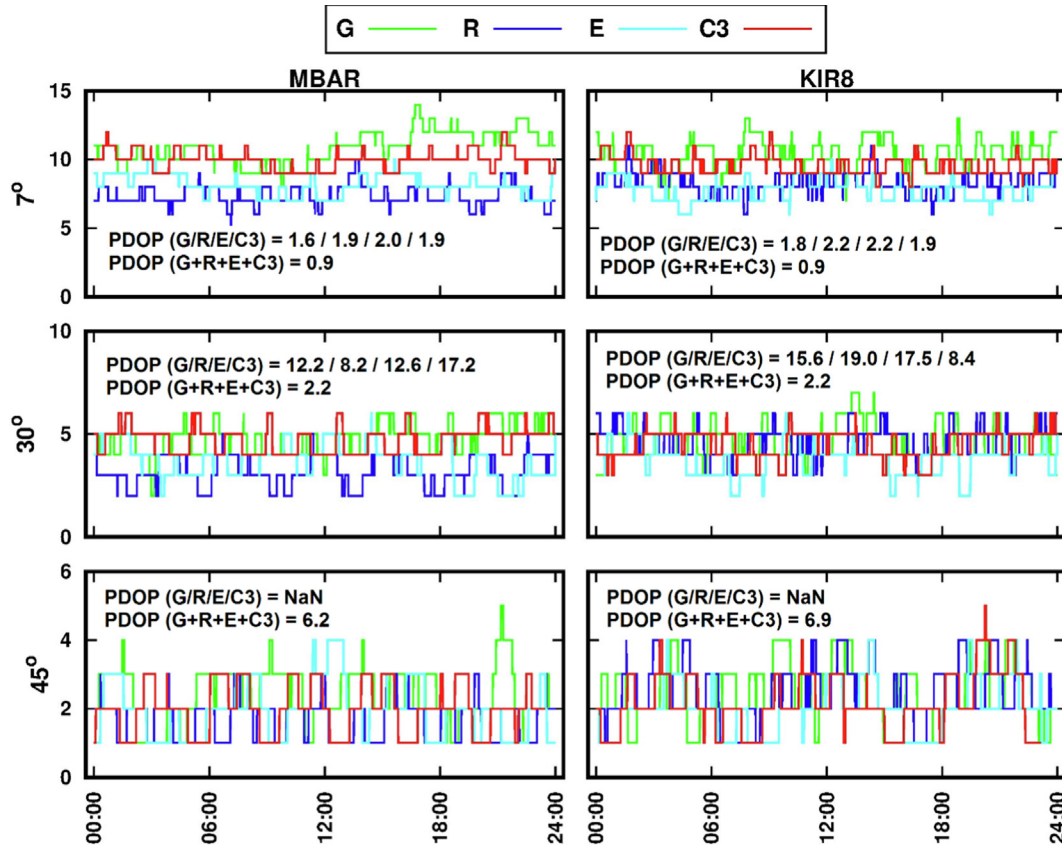 G R E C3
MBAR KIR8
15
10
7°
5
0
PDOP (G/R/E/C3) = 1.6 / 1.9 / 2.0 / 1.9
PDOP (G+R+E+C3) = 0.9
PDOP (G/R/E/C3) = 1.8 / 2.2 / 2.2 / 1.9
PDOP (G+R+E+C3) = 0.9
10
30°
5
0
PDOP (G/R/E/C3) = 12.2 / 8.2 / 12.6 / 17.2
PDOP (G+R+E+C3) = 2.2
PDOP (G/R/E/C3) = 15.6 / 19.0 / 17.5 / 8.4
PDOP (G+R+E+C3) = 2.2
6
4
45°
2
0
PDOP (G/R/E/C3) = NaN
PDOP (G+R+E+C3) = 6.2
PDOP (G/R/E/C3) = NaN
PDOP (G+R+E+C3) = 6.9
00:00 06:00 12:00 18:00 24:00 00:00 06:00 12:00 18:00 24:00